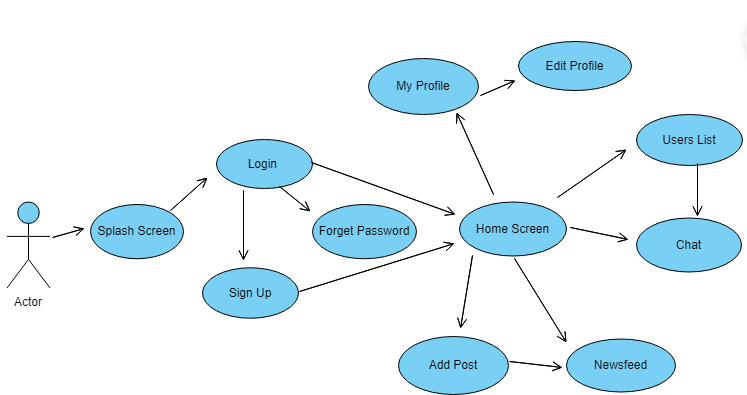 Edit Profile
My Profile
Users List
Login
Splash Screen
Forget Password
Home Screen
Chat
Sign Up
Actor
Add Post
Newsfeed